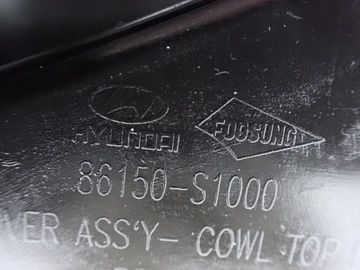 HYUNDAI FOOSUNG
86150-S1000
VER ASS'Y- COWL TOP